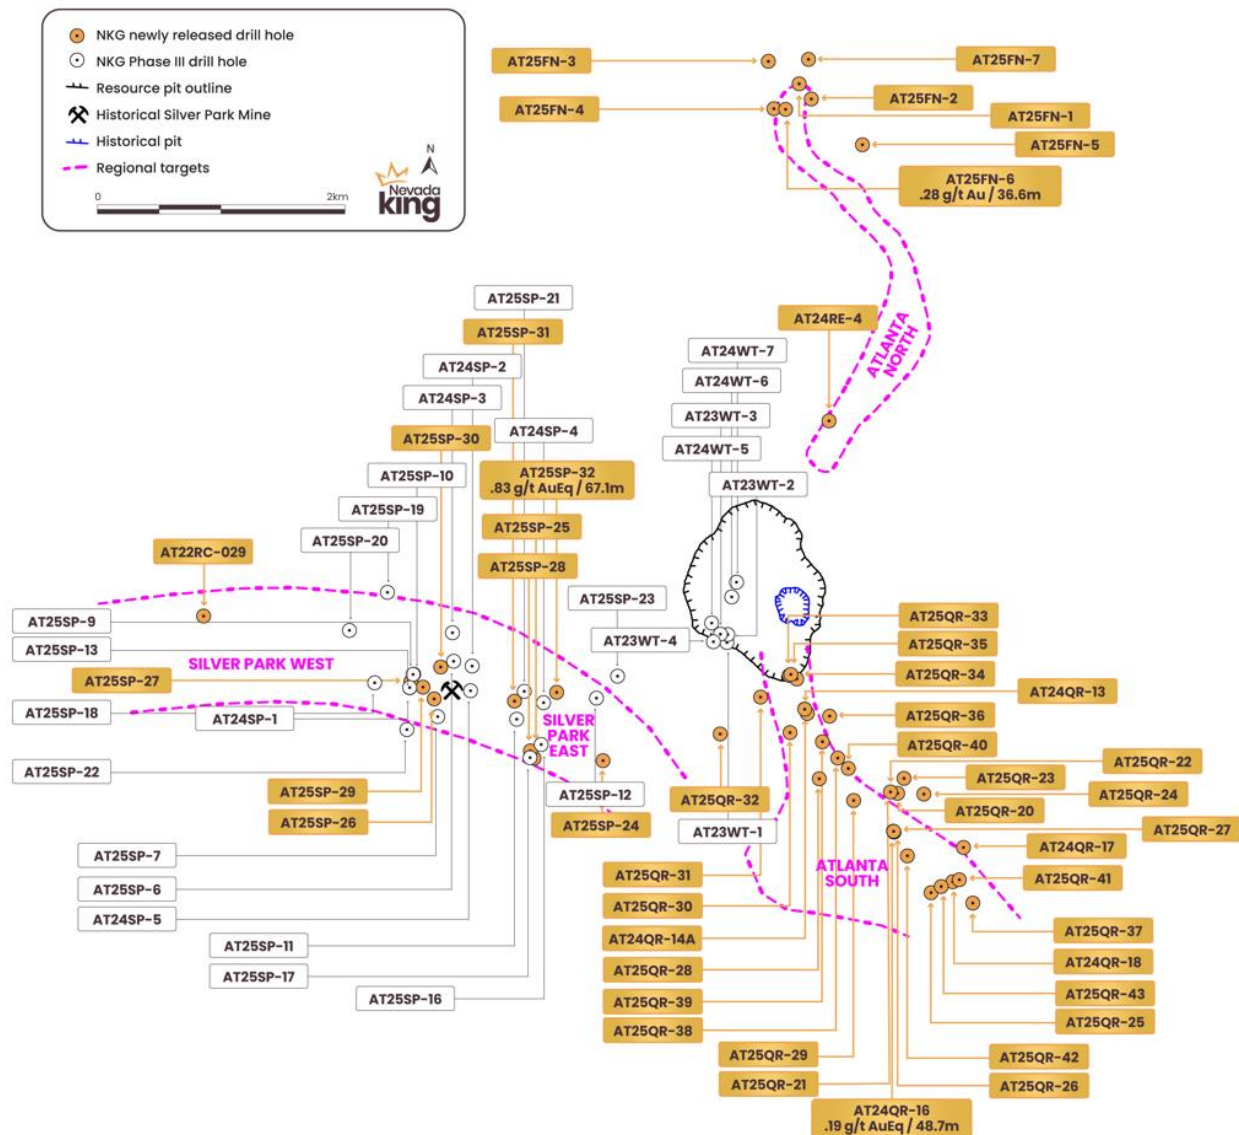 NKG newly released drill hole
NKG Phase III drill hole
Resource pit outline
Historical Silver Park Mine
Historical pit
Regional targets
N
0
2km
Nevada
king
AT25FN-3
AT25FN-7
AT25FN-4
AT25FN-2
AT25FN-1
AT25FN-5
AT25FN-6
.28 g/t Au / 36.6m
ATLANTA
NORTH
AT24RE-4
AT25SP-21
AT25SP-31
AT24SP-2
AT24SP-3
AT25SP-30
AT24SP-4
AT25SP-10
AT25SP-32
.83 g/t AuEq / 67.1m
AT25SP-19
AT25SP-25
AT25SP-20
AT25SP-28
AT22RC-029
AT24WT-7
AT24WT-6
AT23WT-3
AT24WT-5
AT23WT-2
AT25SP-23
AT23WT-4
AT25SP-9
AT25SP-13
SILVER PARK WEST
AT25SP-27
AT25SP-18
AT24SP-1
AT25SP-22
SILVER
PARK
EAST
AT25SP-29
AT25SP-26
AT25SP-12
AT25SP-24
AT25QR-32
AT23WT-1
AT25SP-7
AT25SP-6
AT24SP-5
AT25SP-11
AT25SP-17
AT25SP-16
AT25QR-33
AT25QR-35
AT25QR-34
AT24QR-13
AT25QR-36
AT25QR-40
AT25QR-22
AT25QR-23
AT25QR-24
AT25QR-20
AT25QR-27
AT24QR-17
AT25QR-41
ATLANTA
SOUTH
AT25QR-31
AT25QR-30
AT24QR-14A
AT25QR-28
AT25QR-39
AT25QR-38
AT25QR-29
AT25QR-21
AT25QR-37
AT24QR-18
AT25QR-43
AT25QR-25
AT25QR-42
AT25QR-26
AT24QR-16
.19 g/t AuEq / 48.7m